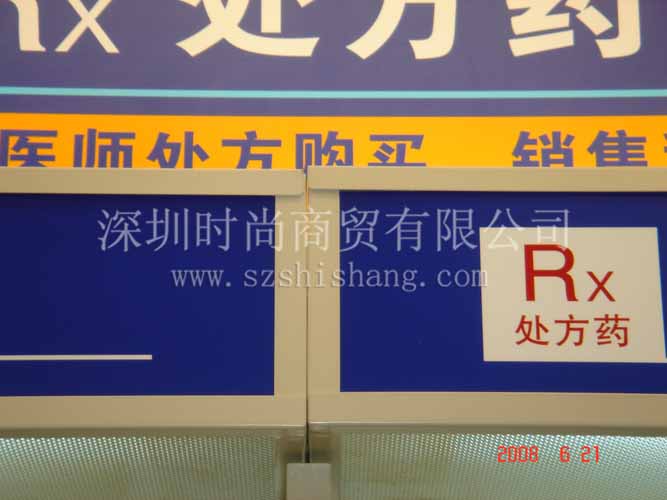 Rx 处方药
医师处方购买 销售
深圳时尚商贸有限公司
www.szshishang.com
Rx
处方药
2008 6 21